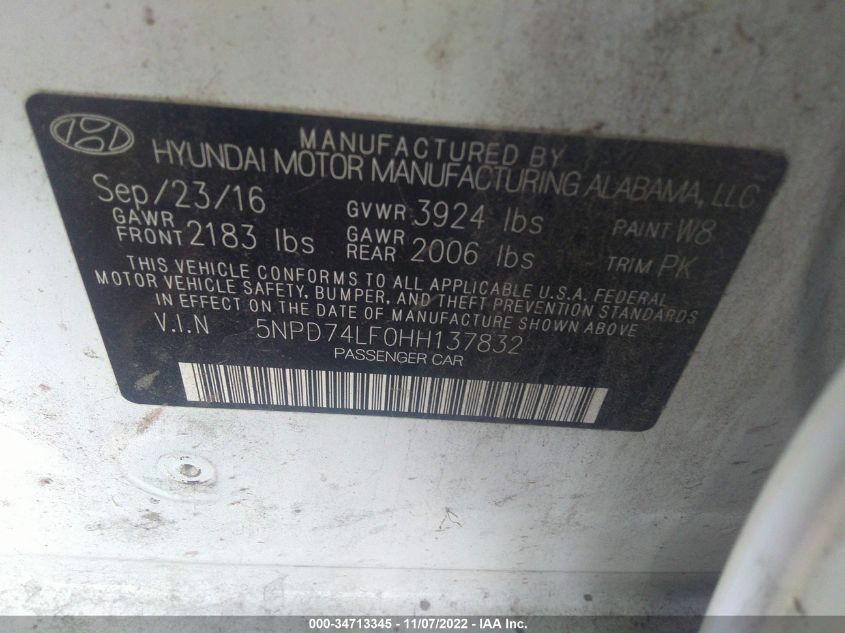 MANUFACTURED BY
HYUNDAI MOTOR MANUFACTURING ALABAMA, LLC
Sep/23/16 GVWR 3924 lbs PAINT W8
GAWR FRONT 2183 lbs GAWR REAR 2006 lbs TRIM PK
THIS VEHICLE CONFORMS TO ALL APPLICABLE U.S.A. FEDERAL
MOTOR VEHICLE SAFETY, BUMPER, AND THEFT PREVENTION STANDARDS
IN EFFECT ON THE DATE OF MANUFACTURE SHOWN ABOVE.
V.I.N 5NPD74LF0HH137832
PASSENGER CAR
000-34713345 - 11/07/2022 - IAA Inc.